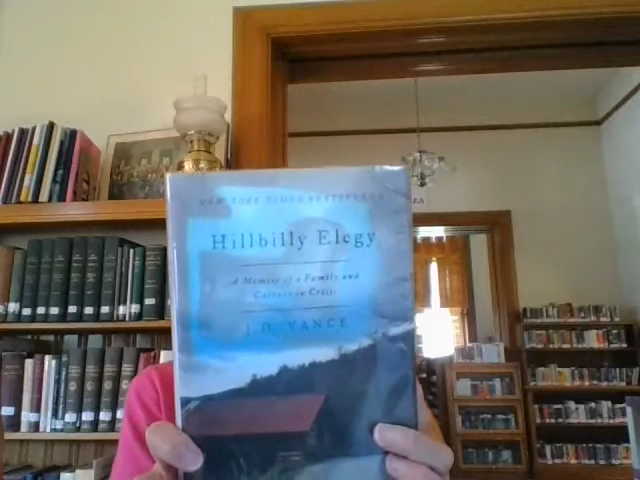 NEW YORK TIMES BESTSELLER
Hillbilly Elegy
A Memoir of a Family and
Culture in Crisis
J.D. VANCE